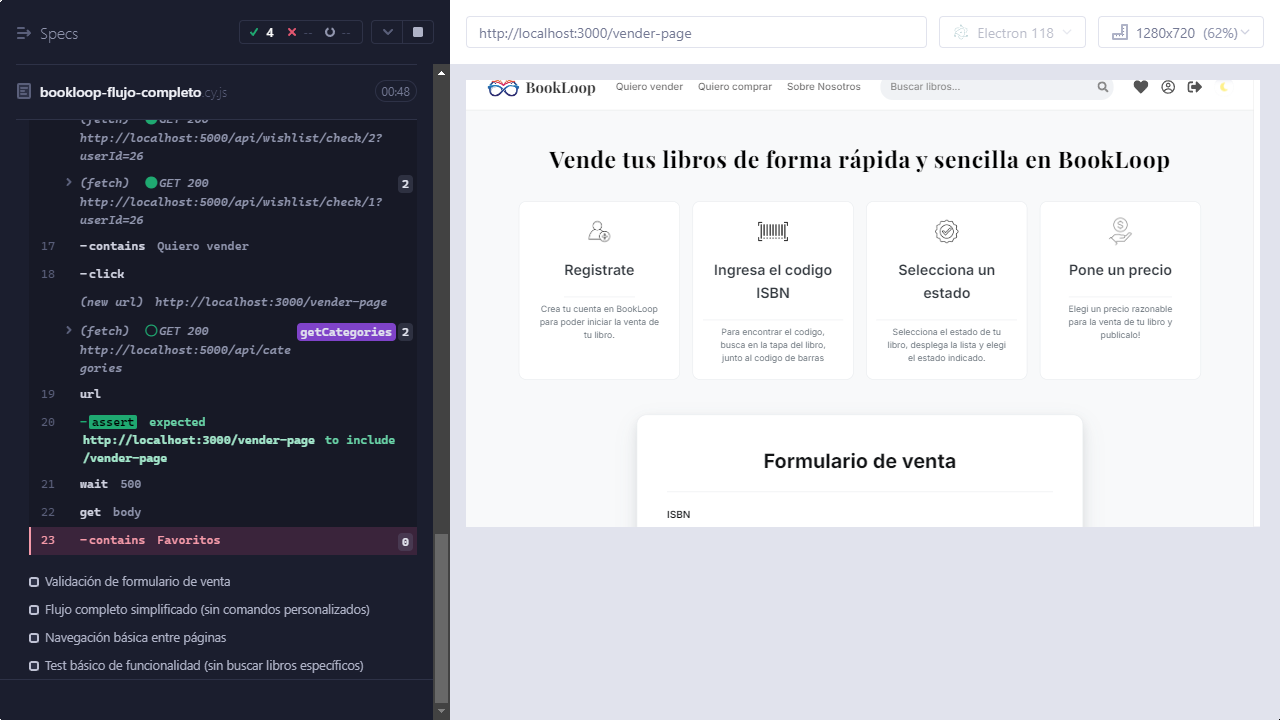 Specs
4
--
--
bookloop-flujo-completo.cy.js
00:48
(fetch) GET 200
http://localhost:5000/api/wishlist/check/2?
userId=26
(fetch) GET 200
2
http://localhost:5000/api/wishlist/check/1?
userId=26
17 -contains Quiero vender
18 -click
(new url) http://localhost:3000/vender-page
(fetch) GET 200
getCategories 2
http://localhost:5000/api/cate
gories
19 url
20 -assert expected
http://localhost:3000/vender-page to include
/vender-page
21 wait 500
22 get body
23 -contains Favoritos
0
Validación de formulario de venta
Flujo completo simplificado (sin comandos personalizados)
Navegación básica entre páginas
Test básico de funcionalidad (sin buscar libros específicos)
http://localhost:3000/vender-page
Electron 118
1280x720 (62%)
BookLoop
Quiero vender
Quiero comprar
Sobre Nosotros
Buscar libros...
Vende tus libros de forma rápida y sencilla en BookLoop
Registrate
Crea tu cuenta en BookLoop
para poder iniciar la venta de
tu libro.
Ingresa el codigo
ISBN
Para encontrar el codigo,
busca en la tapa del libro,
junto al codigo de barras
Selecciona un
estado
Selecciona el estado de tu
libro, desplega la lista y elegi
el estado indicado.
Pone un precio
Elegi un precio razonable
para la venta de tu libro y
publicalo!
Formulario de venta
ISBN